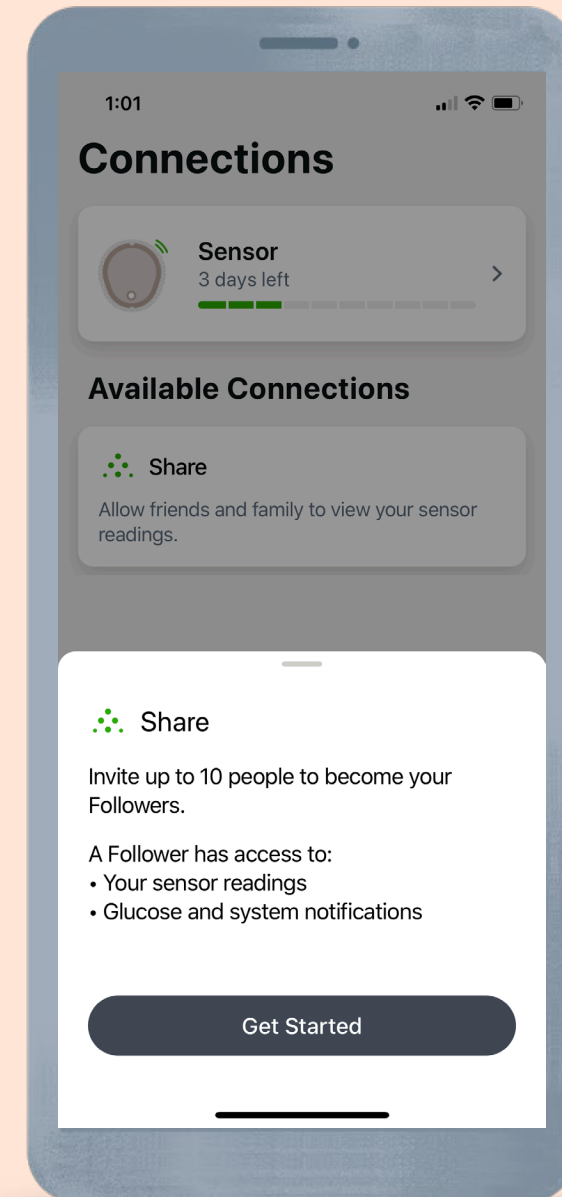 1:01
Connections
Sensor
3 days left
Available Connections
Share
Allow friends and family to view your sensor
readings.
Share
Invite up to 10 people to become your
Followers.
A Follower has access to:
• Your sensor readings
• Glucose and system notifications
Get Started